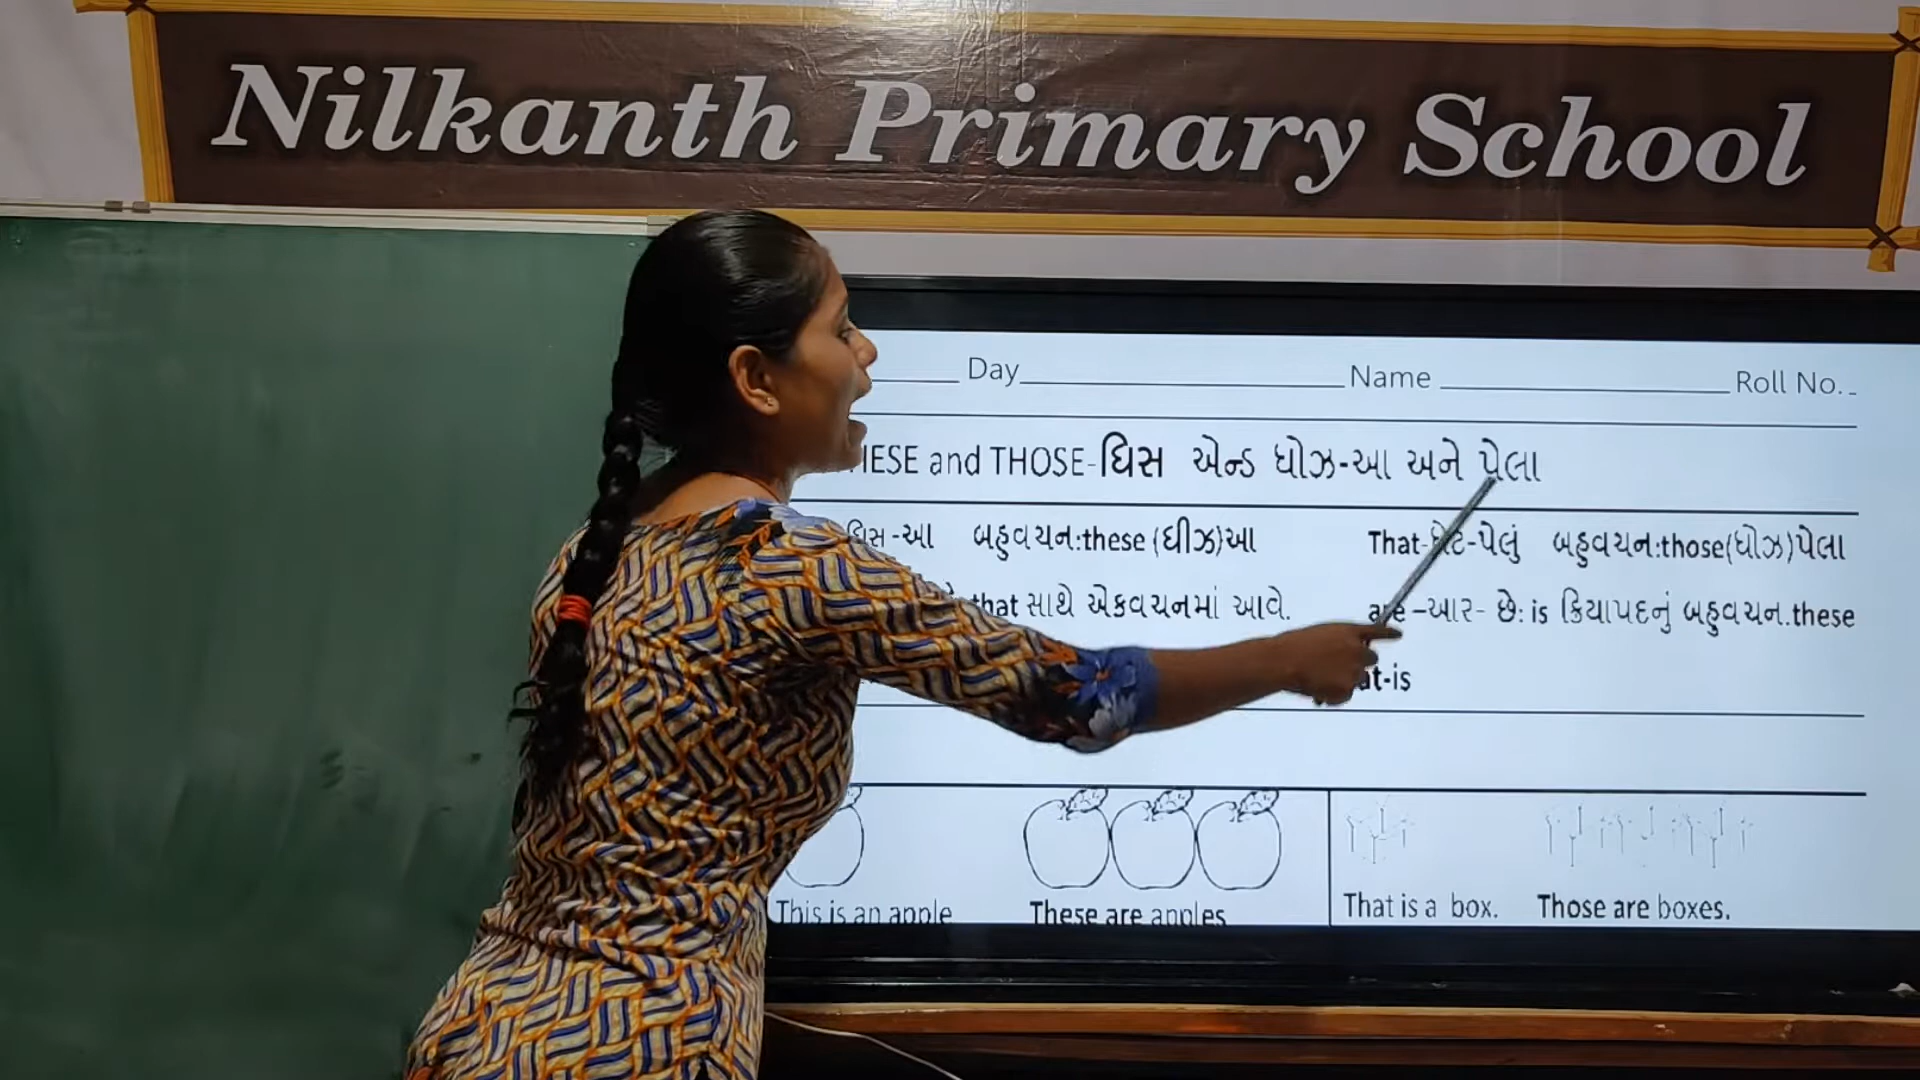 Nilkanth Primary School
Day Name Roll No.
and THOSE-ધિસ એન્ડ ધોઝ-આ અને પેલા
-આ બહુવચન:these (ધીઝ)આ That- -પેલું બહુવચન:those(ધોઝ)પેલા
that સાથે એકવચનમાં આવે. are –આર- છે: is ક્રિયાપદનું બહુવચન.these
-is
This is an apple These are apples That is a box. Those are boxes.